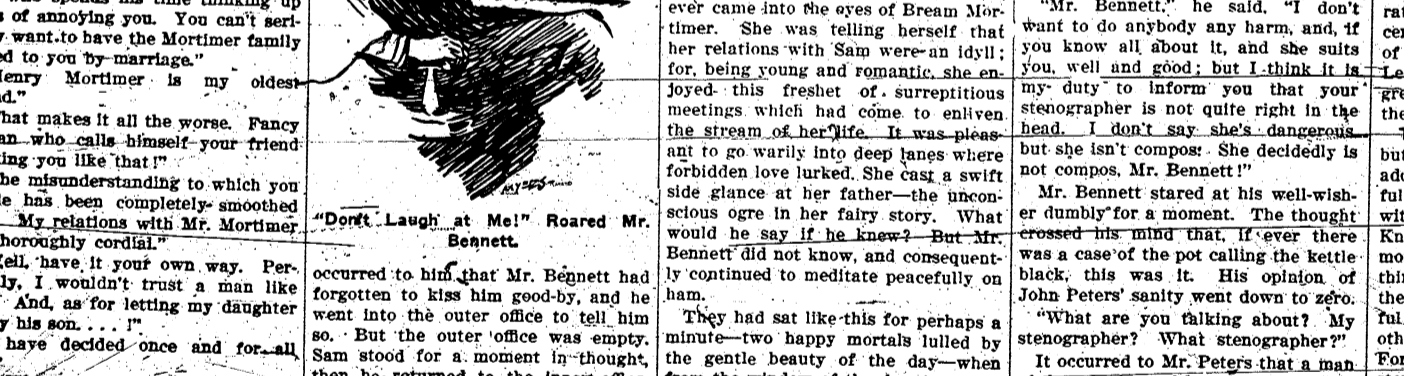 of annoying you. You can't seri-
want to have the Mortimer family
ed to you by marriage."
Henry Mortimer is my oldest
hat makes it all the worse. Fancy
an who calls himself your friend
ing you like that!"
he misunderstanding to which you
e has been completely smoothed
My relations with Mr. Mortimer
horoughly cordial."
ell, have it your own way. Per-
ly, I wouldn't trust a man like
And, as for letting my daughter
y his son. . . . !"
have decided once and for all
"Don't Laugh at Me!" Roared Mr.
Bennett.
occurred to him that Mr. Bennett had
forgotten to kiss him good-by, and he
went into the outer office to tell him
so. But the outer office was empty.
Sam stood for a moment in thought,
then he returned to the inner
ever came into the eyes of Bream Mor-
timer. She was telling herself that
her relations with Sam were an idyll;
for, being young and romantic, she en-
joyed this freshet of surreptitious
meetings which had come to enliven
the stream of her life. It was pleas-
ant to go warily into deep lanes where
forbidden love lurked. She cast a swift
side glance at her father—the uncon-
scious ogre in her fairy story. What
would he say if he knew? But Mr.
Bennett did not know, and consequent-
ly continued to meditate peacefully on
ham.
They had sat like this for perhaps a
minute—two happy mortals lulled by
the gentle beauty of the day—when
from the window of the
"Mr. Bennett," he said, "I don't
want to do anybody any harm, and, if
you know all about it, and she suits
you, well and good; but I think it is
my duty to inform you that your
stenographer is not quite right in the
head. I don't say she's dangerous
but she isn't compos. She decidedly is
not compos, Mr. Bennett!"
Mr. Bennett stared at his well-wish-
er dumbly for a moment. The thought
crossed his mind that, if ever there
was a case of the pot calling the kettle
black, this was it. His opinion of
John Peters' sanity went down to zero.
"What are you talking about? My
stenographer? What stenographer?"
It occurred to Mr. Peters that a man